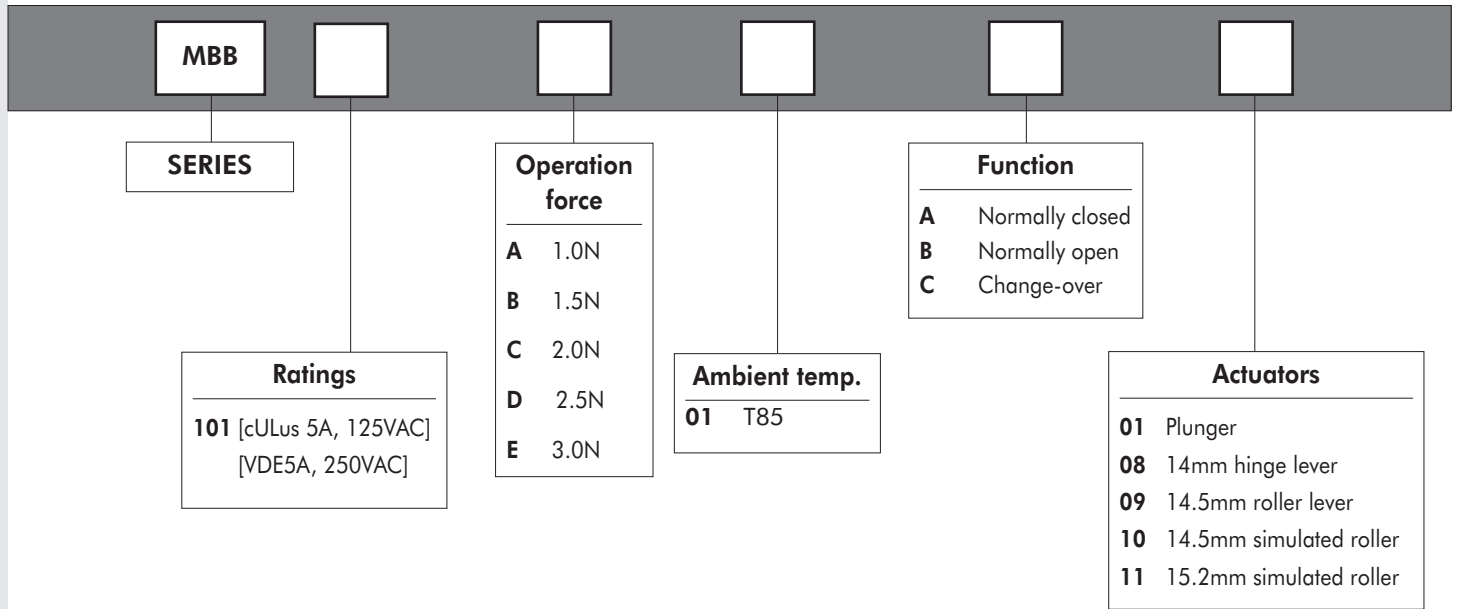 MBB
SERIES
Operation
force
A 1.0N
B 1.5N
C 2.0N
D 2.5N
E 3.0N
Function
A Normally closed
B Normally open
C Change-over
Ratings
101 [cULus 5A, 125VAC]
[VDE5A, 250VAC]
Ambient temp.
01 T85
Actuators
01 Plunger
08 14mm hinge lever
09 14.5mm roller lever
10 14.5mm simulated roller
11 15.2mm simulated roller